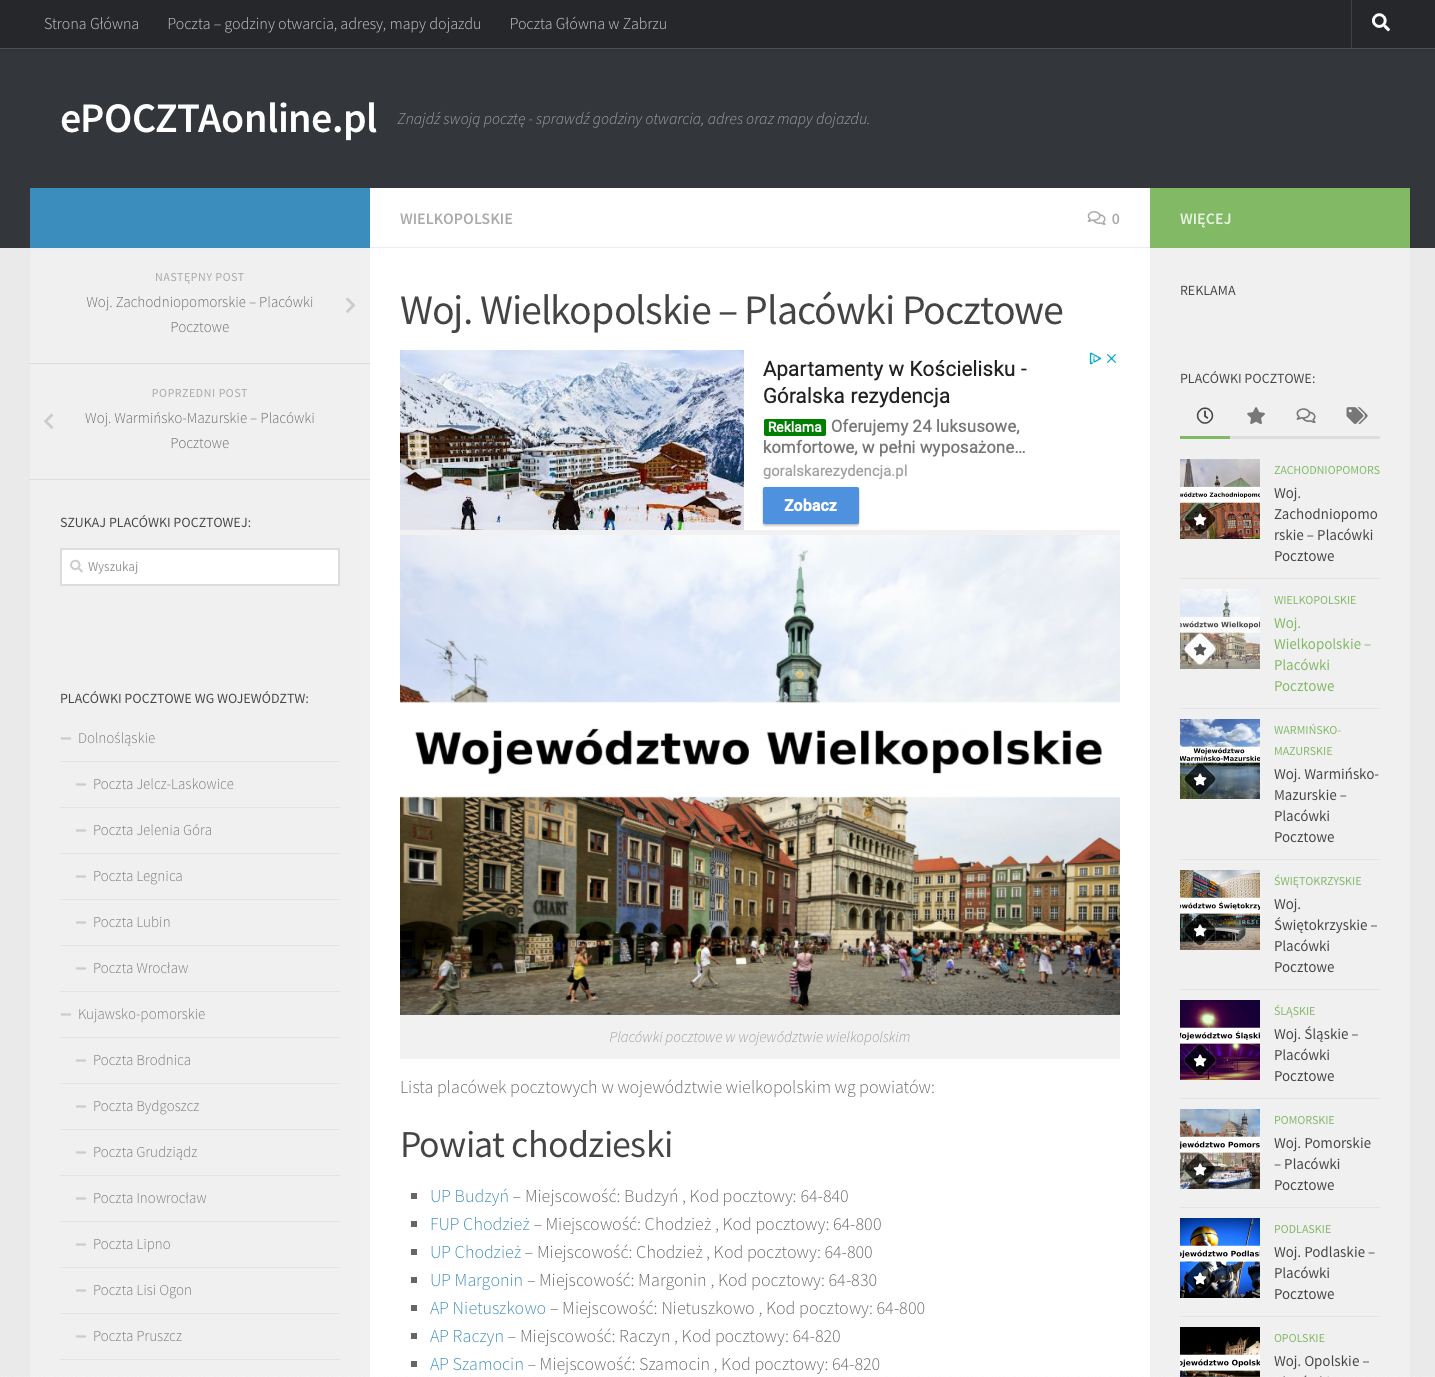 Strona Główna Poczta – godziny otwarcia, adresy, mapy dojazdu Poczta Główna w Zabrzu
ePOCZTAonline.pl
Znajdź swoją pocztę - sprawdź godziny otwarcia, adres oraz mapy dojazdu.
NASTĘPNY POST
Woj. Zachodniopomorskie – Placówki
Pocztowe
POPRZEDNI POST
Woj. Warmińsko-Mazurskie – Placówki
Pocztowe
SZUKAJ PLACÓWKI POCZTOWEJ:
Wyszukaj
PLACÓWKI POCZTOWE WG WOJEWÓDZTW:
Dolnośląskie
Poczta Jelcz-Laskowice
Poczta Jelenia Góra
Poczta Legnica
Poczta Lubin
Poczta Wrocław
Kujawsko-pomorskie
Poczta Brodnica
Poczta Bydgoszcz
Poczta Grudziądz
Poczta Inowrocław
Poczta Lipno
Poczta Lisi Ogon
Poczta Pruszcz
WIELKOPOLSKIE
0
Woj. Wielkopolskie – Placówki Pocztowe
Apartamenty w Kościelisku -
Góralska rezydencja
Reklama Oferujemy 24 luksusowe,
komfortowe, w pełni wyposażone...
goralskarezydencja.pl
Zobacz
Województwo Wielkopolskie
CHART
Placówki pocztowe w województwie wielkopolskim
Lista placówek pocztowych w województwie wielkopolskim wg powiatów:
Powiat chodzieski
UP Budzyń – Miejscowość: Budzyń , Kod pocztowy: 64-840
FUP Chodzież – Miejscowość: Chodzież , Kod pocztowy: 64-800
UP Chodzież – Miejscowość: Chodzież , Kod pocztowy: 64-800
UP Margonin – Miejscowość: Margonin , Kod pocztowy: 64-830
AP Nietuszkowo – Miejscowość: Nietuszkowo , Kod pocztowy: 64-800
AP Raczyn – Miejscowość: Raczyn , Kod pocztowy: 64-820
AP Szamocin – Miejscowość: Szamocin , Kod pocztowy: 64-820
WIĘCEJ
REKLAMA
PLACÓWKI POCZTOWE:
ZACHODNIOPOMORS
Woj.
Zachodniopomo
rskie – Placówki
Pocztowe
WIELKOPOLSKIE
Woj.
Wielkopolskie –
Placówki
Pocztowe
Województwo
Warmińsko-Mazurskie
WARMIŃSKO-
MAZURSKIE
Woj. Warmińsko-
Mazurskie –
Placówki
Pocztowe
ŚWIĘTOKRZYSKIE
Woj.
Świętokrzyskie –
Placówki
Pocztowe
ŚLĄSKIE
Woj. Śląskie –
Placówki
Pocztowe
POMORSKIE
Woj. Pomorskie
– Placówki
Pocztowe
PODLASKIE
Woj. Podlaskie –
Placówki
Pocztowe
OPOLSKIE
Woj. Opolskie –